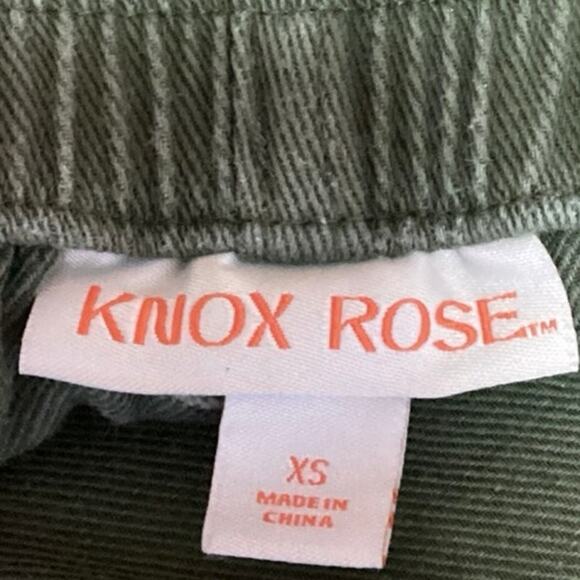 KNOX ROSE™
XS
MADE IN
CHINA